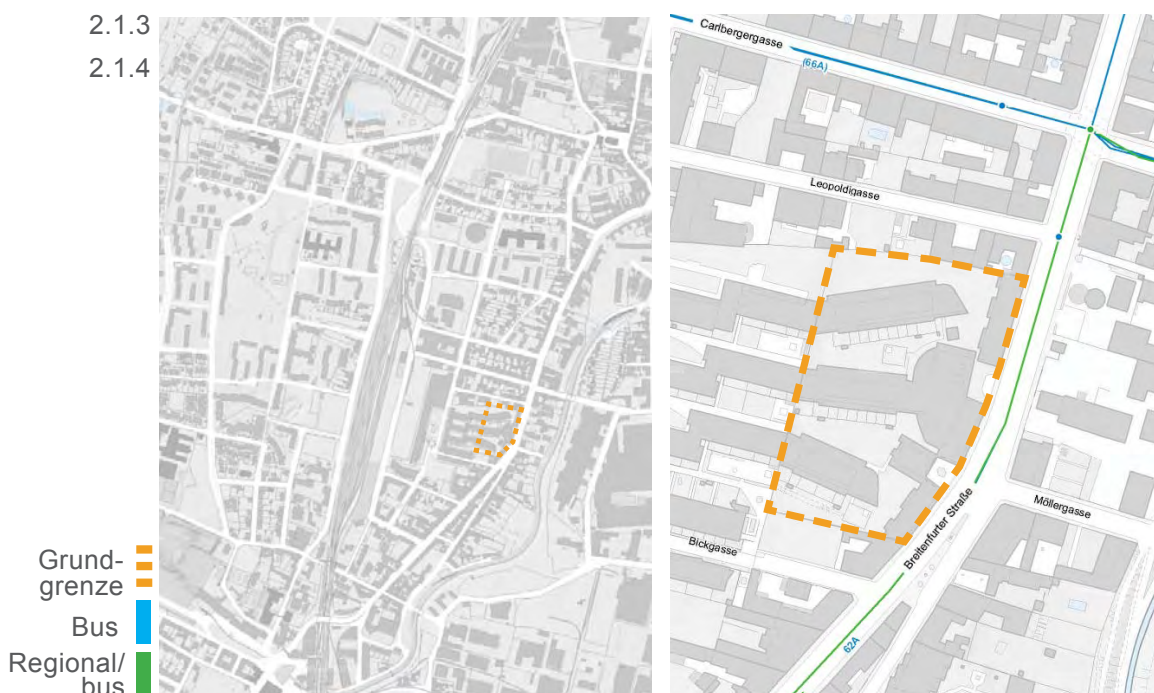 2.1.3
2.1.4
Grund-
grenze
Bus
Regional/
bus
Carlbergergasse
(66A)
Leopoldigasse
Möllergasse
Breitenfurter Straße
Bickgasse
62A